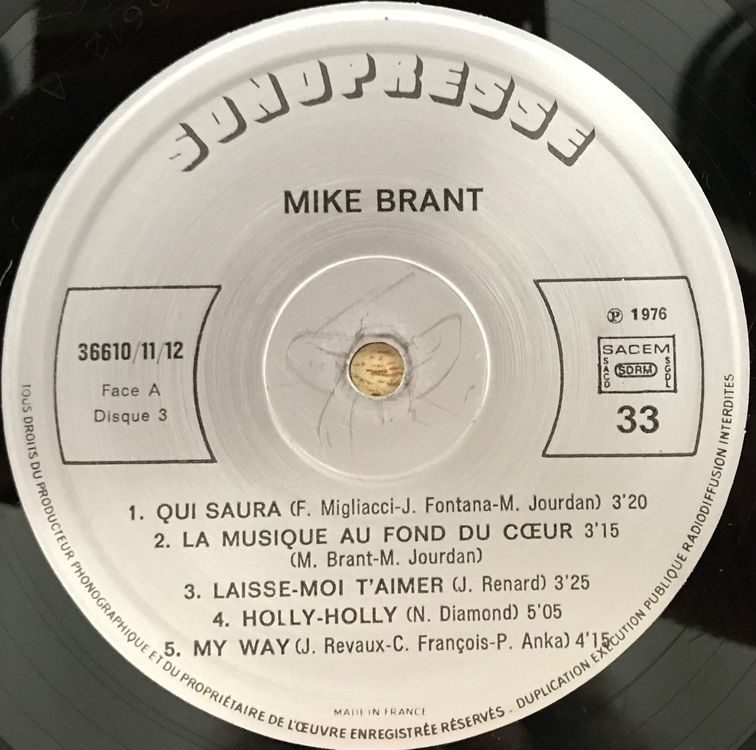 SONOPRESSE
MIKE BRANT
36610/11/12
Face A
Disque 3
℗ 1976
SACEM
SACD
SDRM
SGDL
33
1. QUI SAURA (F. Migliacci-J. Fontana-M. Jourdan) 3'20
2. LA MUSIQUE AU FOND DU CŒUR 3'15
(M. Brant-M. Jourdan)
3. LAISSE-MOI T'AIMER (J. Renard) 3'25
4. HOLLY-HOLLY (N. Diamond) 5'05
5. MY WAY (J. Revaux-C. François-P. Anka) 4'15
MADE IN FRANCE
TOUS DROITS DU PRODUCTEUR PHONOGRAPHIQUE ET DU PROPRIÉTAIRE DE L'ŒUVRE ENREGISTRÉE RÉSERVÉS - DUPLICATION EXÉCUTION PUBLIQUE RADIODIFFUSION INTERDITES